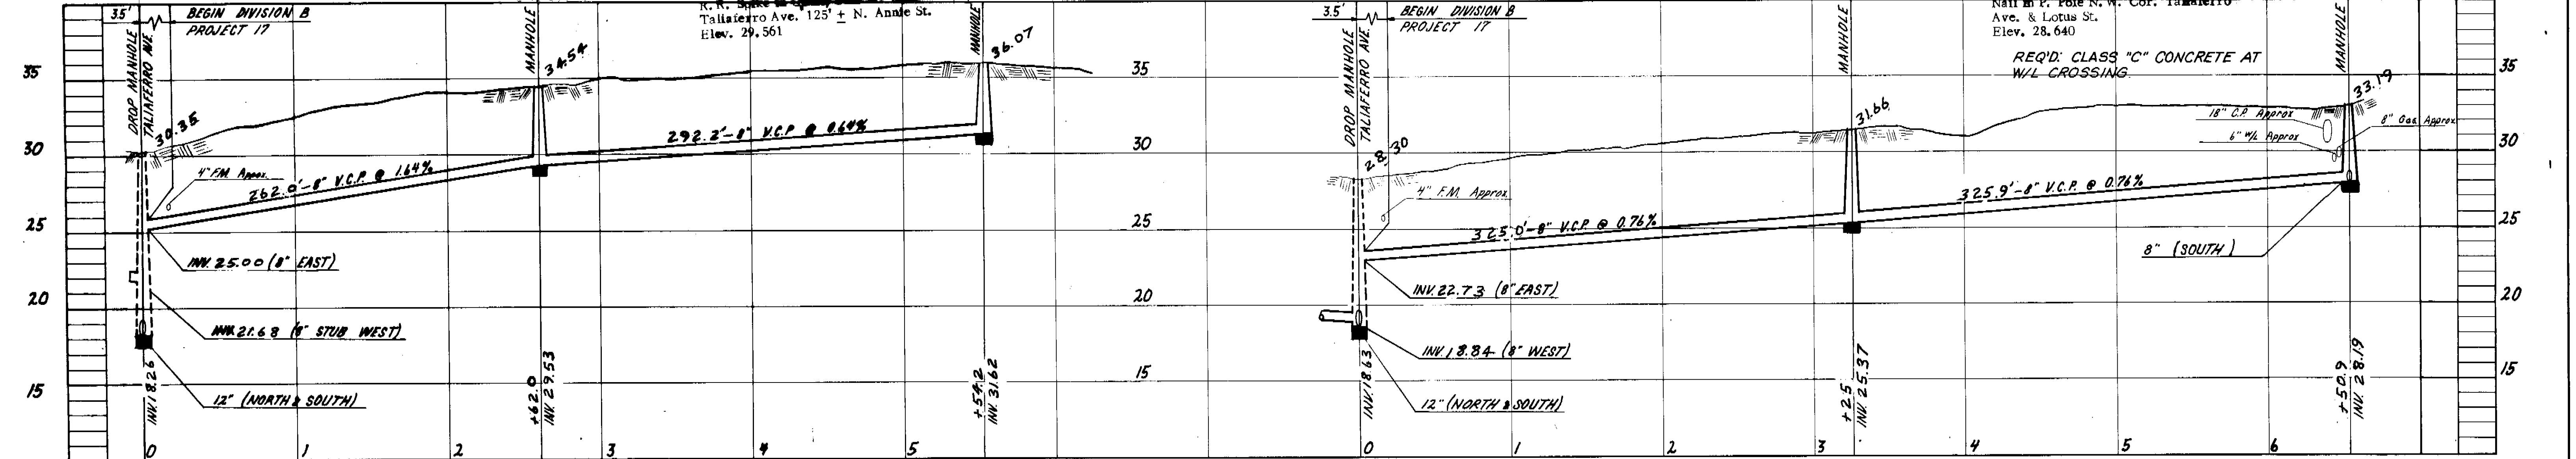 3.5'
BEGIN DIVISION B
PROJECT 17
R. R. Spike
Taliaferro Ave. 125' ± N. Annie St.
Elev. 29.561
DROP MANHOLE
TALIAFERRO AVE.
MANHOLE
MANHOLE
30.35
34.54
36.07
4" F.M. Approx.
262.0'-8" V.C.P. @ 1.64%
292.2'-8" V.C.P. @ 0.64%
INV. 25.00 (8" EAST)
INV. 21.68 (8" STUB WEST)
12" (NORTH & SOUTH)
INV. 18.26
+62.0
INV. 29.53
+54.2
INV. 31.62
35
30
25
20
15
0 1 2 3 4 5
35
30
25
20
15
3.5'
BEGIN DIVISION B
PROJECT 17
Nail in P. Pole N. W. Cor. Taliaferro
Ave. & Lotus St.
Elev. 28.640
REQ'D: CLASS "C" CONCRETE AT
W/L CROSSING
DROP MANHOLE
TALIAFERRO AVE.
MANHOLE
MANHOLE
28.30
31.66
33.19
18" C.P. Approx
6" W/L Approx
8" Gas Approx
4" F.M. Approx.
325.0'-8" V.C.P. @ 0.76%
325.9'-8" V.C.P. @ 0.76%
8" (SOUTH)
INV. 22.73 (8" EAST)
INV. 18.84 (8" WEST)
12" (NORTH & SOUTH)
INV. 18.63
+25
INV. 25.37
+50.9
INV. 28.19
0 1 2 3 4 5 6
35
30
25
20
15